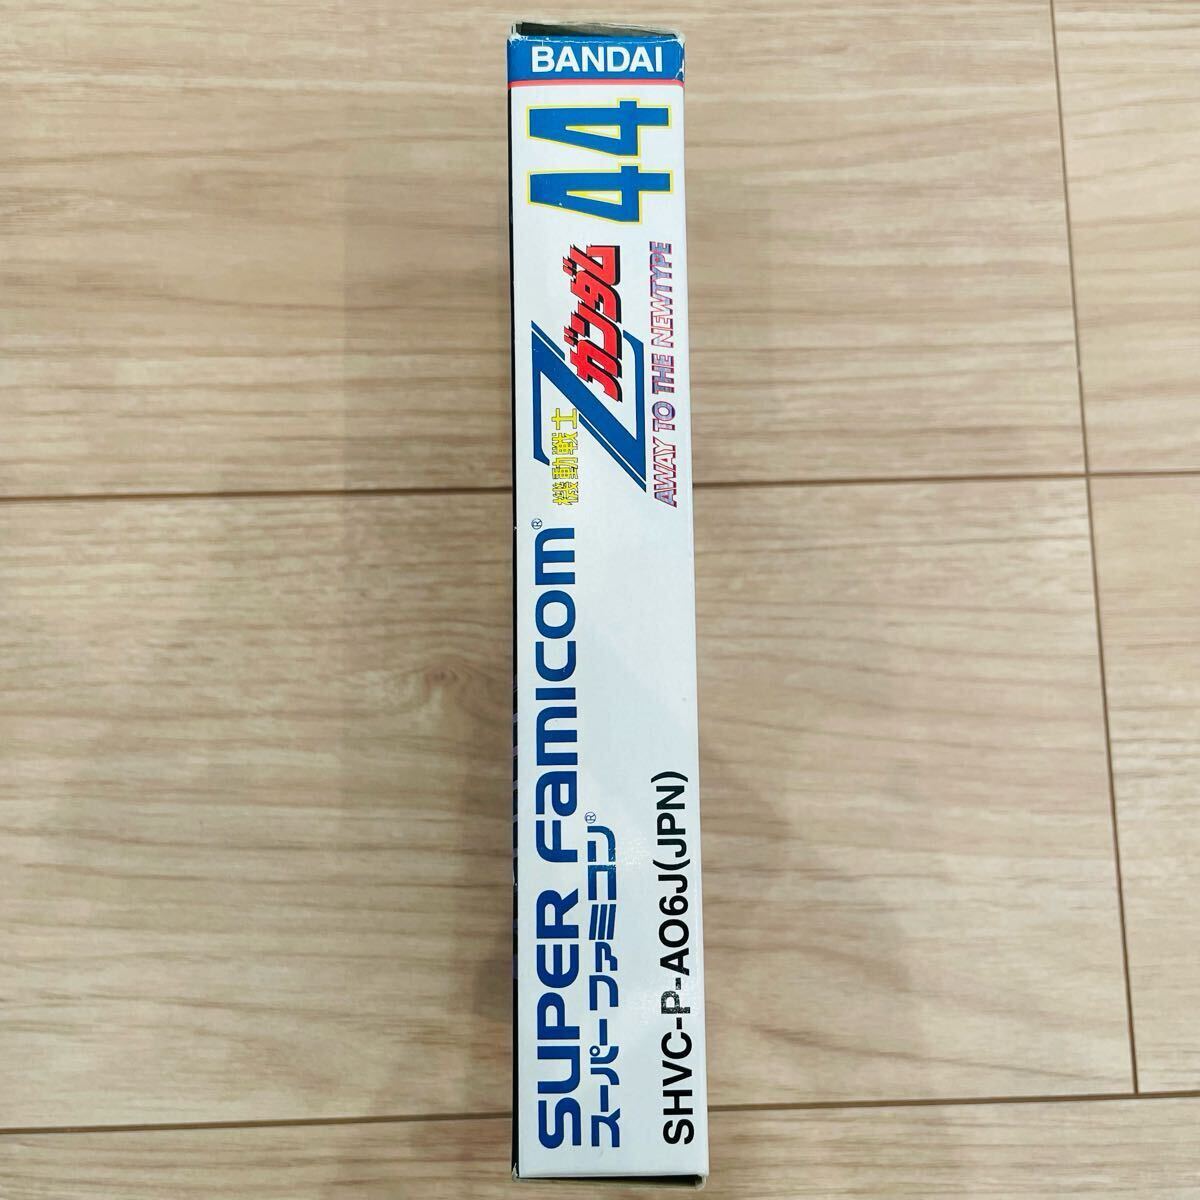 BANDAI
44
機動戦士
Zガンダム
AWAY TO THE NEWTYPE
SUPER Famicom®
スーパーファミコン®
SHVC-P-AO6J(JPN)